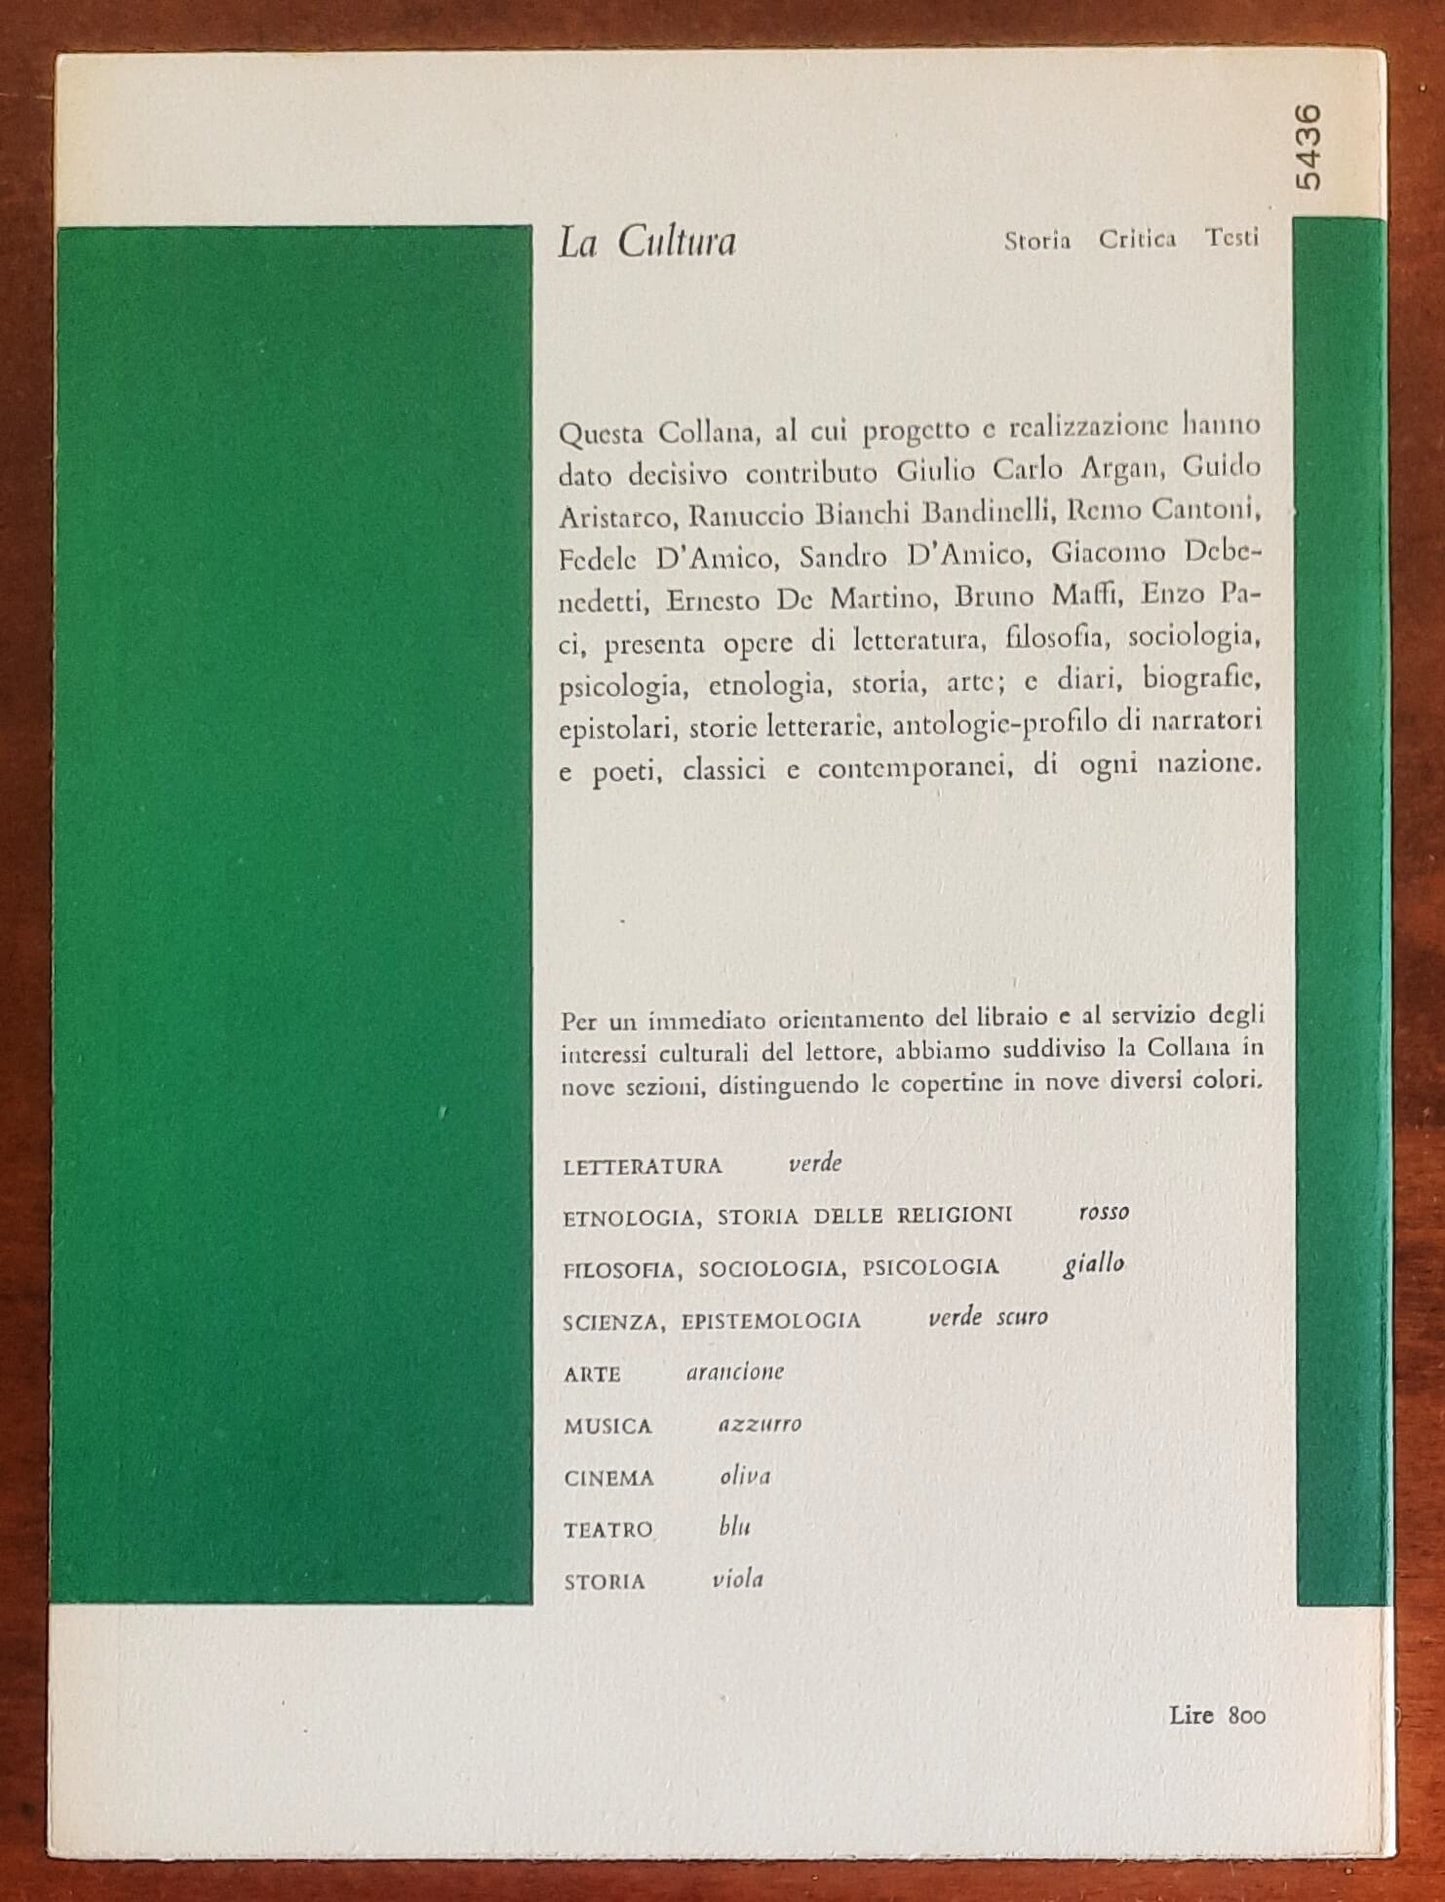 5436
La Cultura Storia Critica Testi
Questa Collana, al cui progetto e realizzazione hanno
dato decisivo contributo Giulio Carlo Argan, Guido
Aristarco, Ranuccio Bianchi Bandinelli, Remo Cantoni,
Fedele D'Amico, Sandro D'Amico, Giacomo Debe-
nedetti, Ernesto De Martino, Bruno Maffi, Enzo Pa-
ci, presenta opere di letteratura, filosofia, sociologia,
psicologia, etnologia, storia, arte; e diari, biografie,
epistolari, storie letterarie, antologie-profilo di narratori
e poeti, classici e contemporanei, di ogni nazione.
Per un immediato orientamento del libraio e al servizio degli
interessi culturali del lettore, abbiamo suddiviso la Collana in
nove sezioni, distinguendo le copertine in nove diversi colori.
LETTERATURA verde
ETNOLOGIA, STORIA DELLE RELIGIONI rosso
FILOSOFIA, SOCIOLOGIA, PSICOLOGIA giallo
SCIENZA, EPISTEMOLOGIA verde scuro
ARTE arancione
MUSICA azzurro
CINEMA oliva
TEATRO blu
STORIA viola
Lire 800